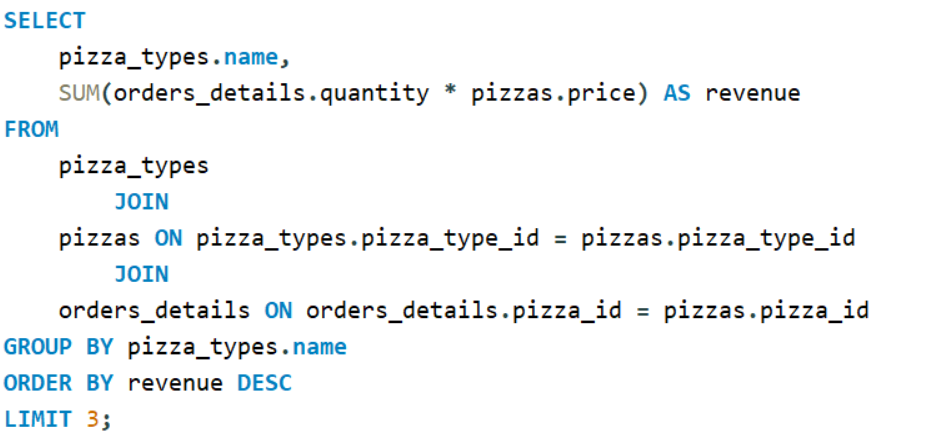 SELECT
    pizza_types.name,
    SUM(orders_details.quantity * pizzas.price) AS revenue
FROM
    pizza_types
        JOIN
    pizzas ON pizza_types.pizza_type_id = pizzas.pizza_type_id
        JOIN
    orders_details ON orders_details.pizza_id = pizzas.pizza_id
GROUP BY pizza_types.name
ORDER BY revenue DESC
LIMIT 3;